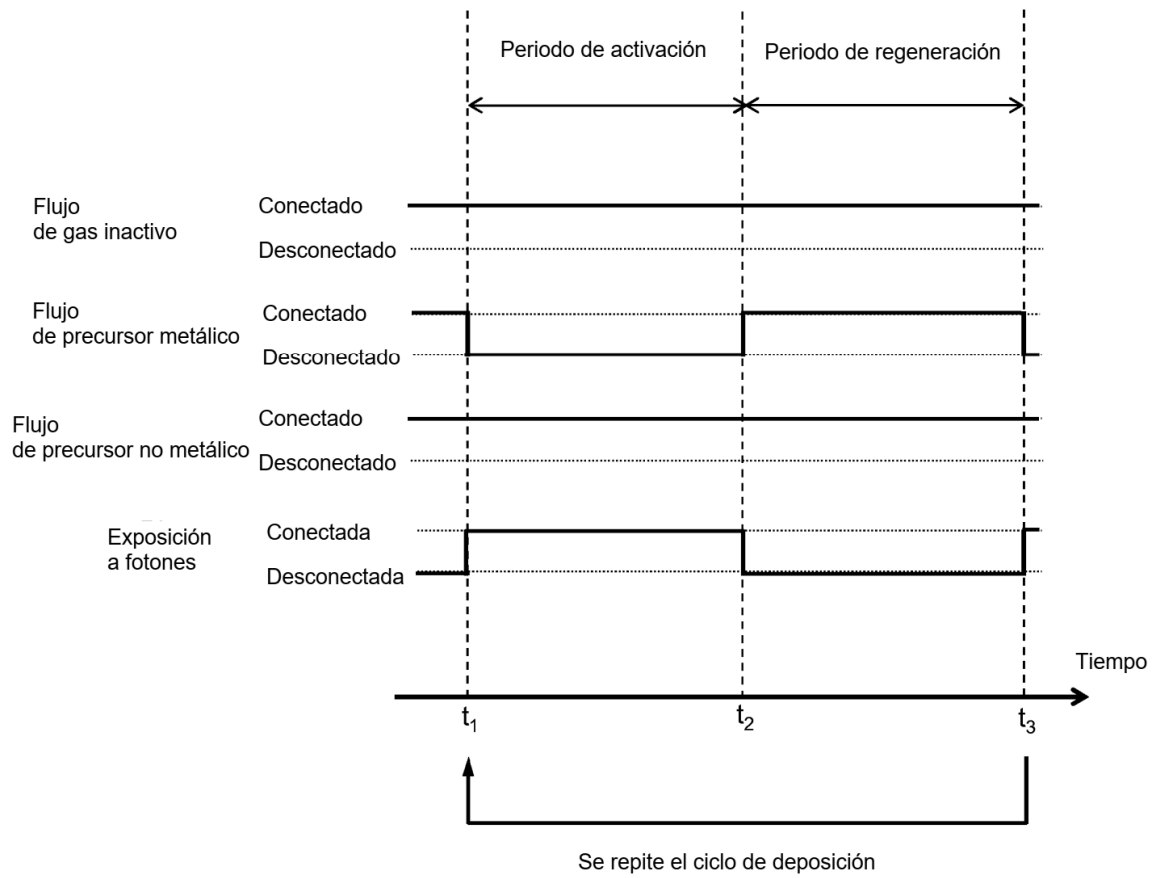 Periodo de activación
Periodo de regeneración
Flujo
de gas inactivo
Conectado
Desconectado
Flujo
de precursor metálico
Conectado
Desconectado
Flujo
de precursor no metálico
Conectado
Desconectado
Exposición
a fotones
Conectada
Desconectada
Tiempo
t1
t2
t3
Se repite el ciclo de deposición